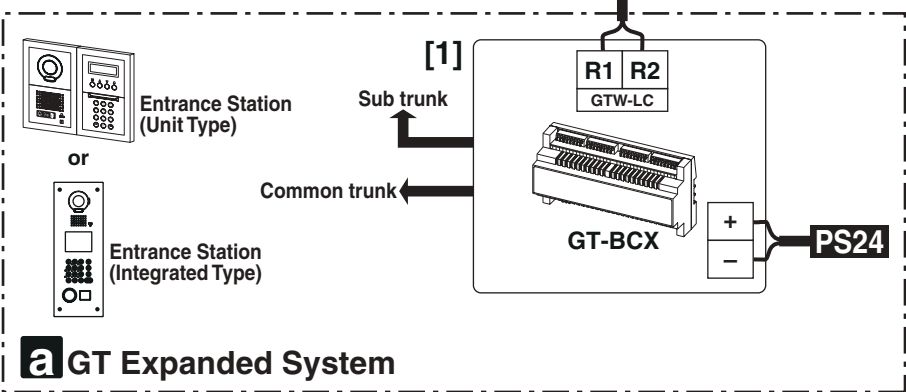 [1]
R1 R2
GTW-LC
Entrance Station
(Unit Type)
or
Entrance Station
(Integrated Type)
Sub trunk
Common trunk
GT-BCX
+
–
PS24
a GT Expanded System